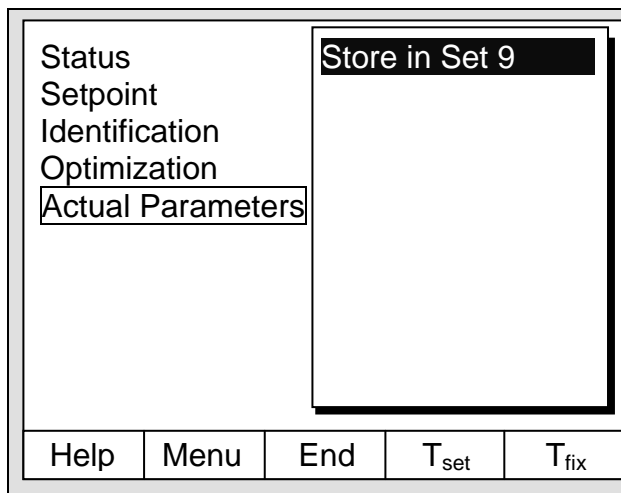 Status
Setpoint
Identification
Optimization
Actual Parameters
Store in Set 9
Help Menu End Tset Tfix